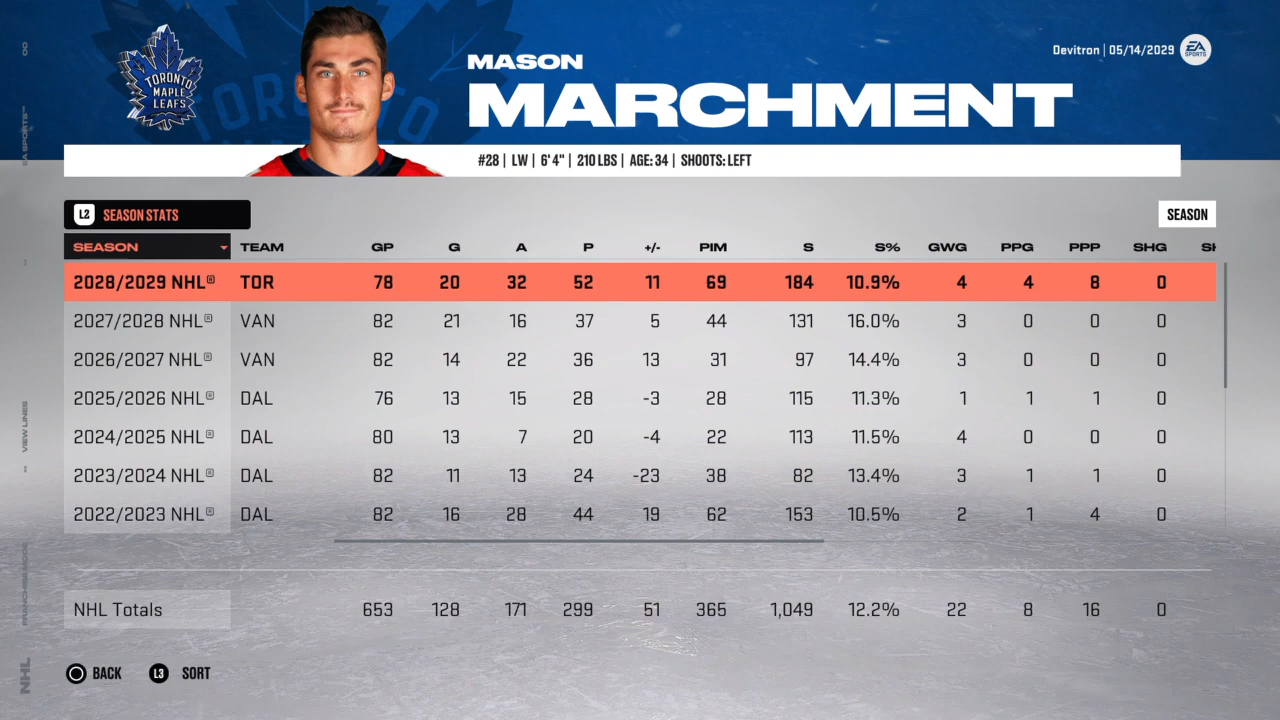 MASON
MARCHMENT
Devitron | 05/14/2029
EA SPORTS
TORONTO MAPLE LEAFS
#28 | LW | 6' 4" | 210 LBS | AGE: 34 | SHOOTS: LEFT
L2 SEASON STATS
SEASON
SEASON TEAM GP G A P +/- PIM S S% GWG PPG PPP SHG
2028/2029 NHL® TOR 78 20 32 52 11 69 184 10.9% 4 4 8 0
2027/2028 NHL® VAN 82 21 16 37 5 44 131 16.0% 3 0 0 0
2026/2027 NHL® VAN 82 14 22 36 13 31 97 14.4% 3 0 0 0
2025/2026 NHL® DAL 76 13 15 28 -3 28 115 11.3% 1 1 1 0
2024/2025 NHL® DAL 80 13 7 20 -4 22 113 11.5% 4 0 0 0
2023/2024 NHL® DAL 82 11 13 24 -23 38 82 13.4% 3 1 1 0
2022/2023 NHL® DAL 82 16 28 44 19 62 153 10.5% 2 1 4 0
NHL Totals 653 128 171 299 51 365 1,049 12.2% 22 8 16 0
BACK L3 SORT
VIEW LINES
NHL